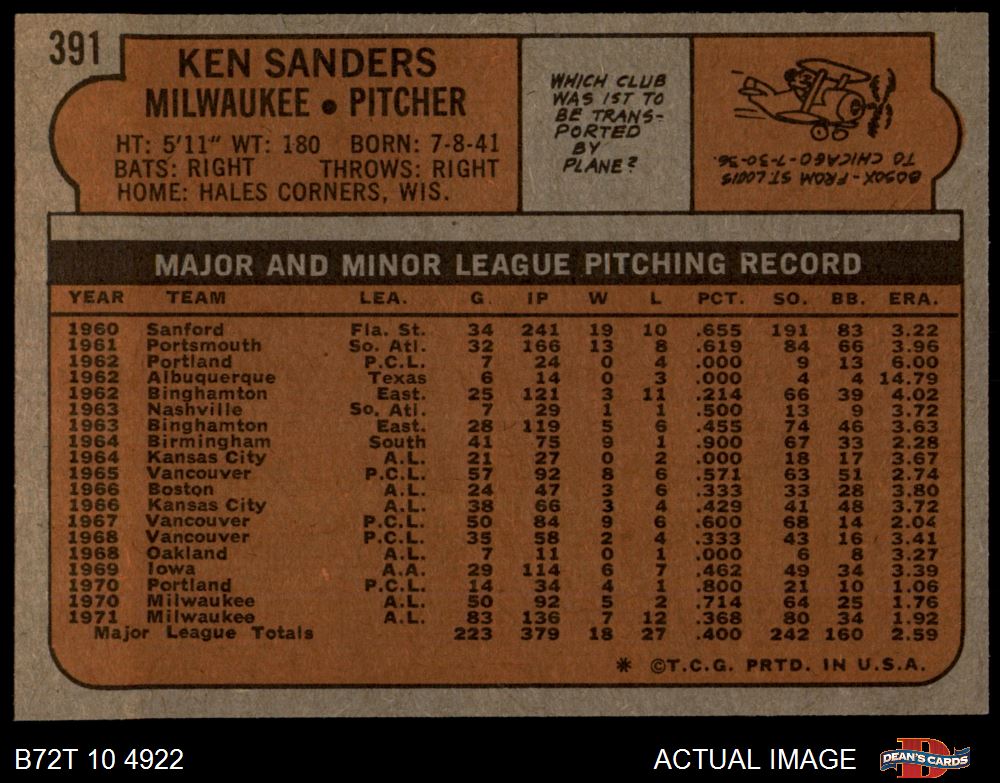 391
KEN SANDERS
MILWAUKEE • PITCHER
HT: 5'11" WT: 180 BORN: 7-8-41
BATS: RIGHT THROWS: RIGHT
HOME: HALES CORNERS, WIS.
WHICH CLUB
WAS 1ST TO
BE TRANS-
PORTED
BY
PLANE?
BOSOX-FROM ST LOUIS
TO CHICAGO-7-30-36.
MAJOR AND MINOR LEAGUE PITCHING RECORD
YEAR TEAM LEA. G. IP W L PCT. SO. BB. ERA.
1960 Sanford Fla. St. 34 241 19 10 .655 191 83 3.22
1961 Portsmouth So. Atl. 32 166 13 8 .619 84 66 3.96
1962 Portland P.C.L. 7 24 0 4 .000 9 13 6.00
1962 Albuquerque Texas 6 14 0 3 .000 4 4 14.79
1962 Binghamton East. 25 121 3 11 .214 66 39 4.02
1963 Nashville So. Atl. 7 29 1 1 .500 13 9 3.72
1963 Binghamton East. 28 119 5 6 .455 74 46 3.63
1964 Birmingham South 41 75 9 1 .900 67 33 2.28
1964 Kansas City A.L. 21 27 0 2 .000 18 17 3.67
1965 Vancouver P.C.L. 57 92 8 6 .571 63 51 2.74
1966 Boston A.L. 24 47 3 6 .333 33 28 3.80
1966 Kansas City A.L. 38 66 3 4 .429 41 48 3.72
1967 Vancouver P.C.L. 50 84 9 6 .600 68 14 2.04
1968 Vancouver P.C.L. 35 58 2 4 .333 43 16 3.41
1968 Oakland A.L. 7 11 0 1 .000 6 8 3.27
1969 Iowa A.A. 29 114 6 7 .462 49 34 3.39
1970 Portland P.C.L. 14 34 4 1 .800 21 10 1.06
1970 Milwaukee A.L. 50 92 5 2 .714 64 25 1.76
1971 Milwaukee A.L. 83 136 7 12 .368 80 34 1.92
Major League Totals 223 379 18 27 .400 242 160 2.59
* ©T.C.G. PRTD. IN U.S.A.
B72T 10 4922
ACTUAL IMAGE
DEAN'S CARDS